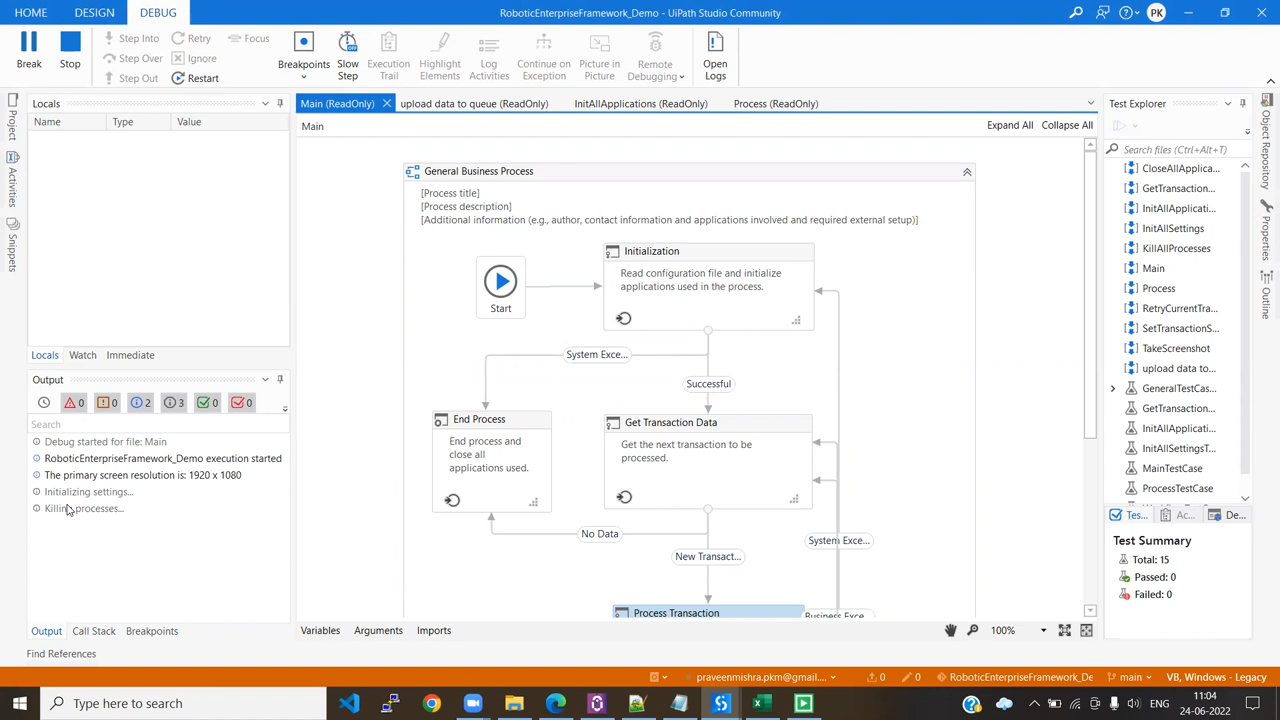 HOME
DESIGN
DEBUG
RoboticEnterpriseFramework_Demo - UiPath Studio Community
PK
Break
Stop
Step Into
Step Over
Step Out
Retry
Ignore
Restart
Focus
Breakpoints
Slow Step
Execution Trail
Highlight Elements
Log Activities
Continue on Exception
Picture in Picture
Remote Debugging
Open Logs
Project
Activities
Snippets
Locals
Name
Type
Value
Locals
Watch
Immediate
Output
0
0
2
3
0
0
Search
Debug started for file: Main
RoboticEnterpriseFramework_Demo execution started
The primary screen resolution is: 1920 x 1080
Initializing settings...
Killing processes...
Output
Call Stack
Breakpoints
Find References
Main (ReadOnly)
upload data to queue (ReadOnly)
InitAllApplications (ReadOnly)
Process (ReadOnly)
Main
Expand All
Collapse All
General Business Process
[Process title]
[Process description]
[Additional information (e.g., author, contact information and applications involved and required external setup)]
Start
Initialization
Read configuration file and initialize
applications used in the process.
System Exce...
Successful
End Process
End process and
close all
applications used.
Get Transaction Data
Get the next transaction to be
processed.
No Data
New Transact...
System Exce...
Process Transaction
Business Exce...
Variables
Arguments
Imports
100%
Test Explorer
Search files (Ctrl+Alt+T)
CloseAllApplica...
GetTransaction...
InitAllApplicati...
InitAllSettings
KillAllProcesses
Main
Process
RetryCurrentTra...
SetTransactionS...
TakeScreenshot
upload data to...
GeneralTestCas...
GetTransaction...
InitAllApplicati...
InitAllSettingsT...
MainTestCase
ProcessTestCase
Tes...
Ac...
De...
Test Summary
Total: 15
Passed: 0
Failed: 0
Object Repository
Properties
Outline
praveenmishra.pkm@gmail....
0
0
RoboticEnterpriseFramework_De
main
VB, Windows - Legacy
Type here to search
ENG
11:04
24-06-2022